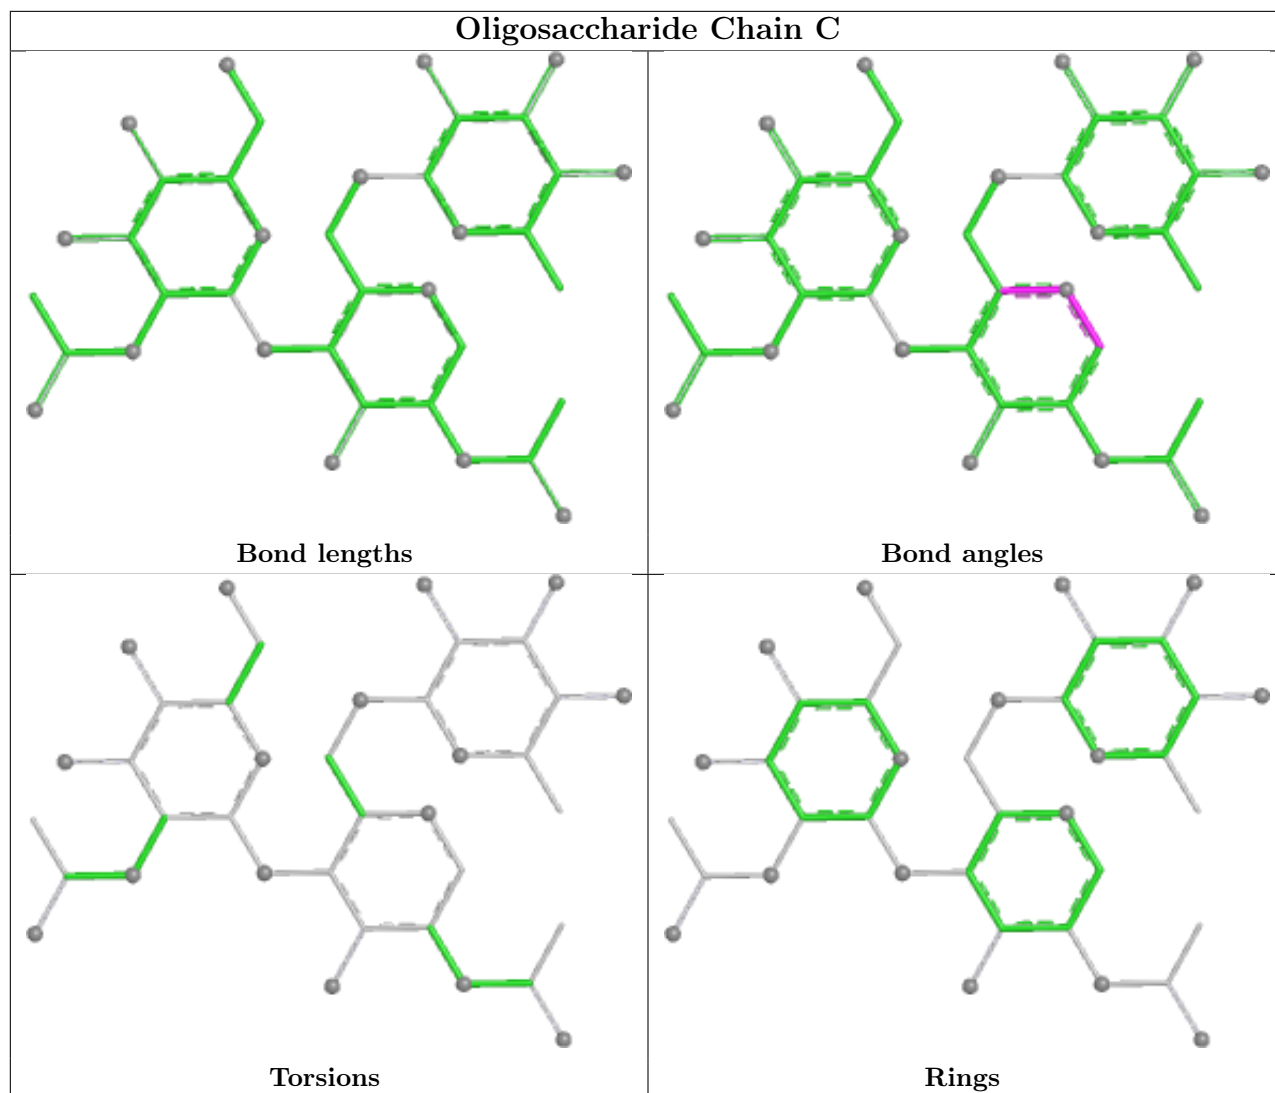 Oligosaccharide Chain C
Bond lengths
Bond angles
Torsions
Rings